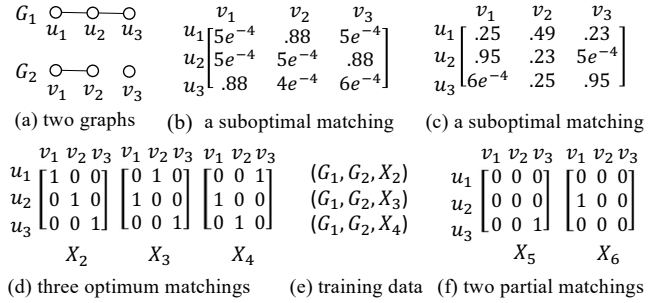 G₁ u₁ u₂ u₃
G₂ v₁ v₂ v₃
(a) two graphs
v₁ v₂ v₃
u₁ 5e⁻⁴ .88 5e⁻⁴
u₂ 5e⁻⁴ 5e⁻⁴ .88
u₃ .88 4e⁻⁴ 6e⁻⁴
(b) a suboptimal matching
v₁ v₂ v₃
u₁ .25 .49 .23
u₂ .95 .23 5e⁻⁴
u₃ 6e⁻⁴ .25 .95
(c) a suboptimal matching
v₁ v₂ v₃ v₁ v₂ v₃ v₁ v₂ v₃
u₁ [1 0 0] [0 1 0] [0 0 1]
u₂ [0 1 0] [1 0 0] [1 0 0]
u₃ [0 0 1] [0 0 1] [0 1 0]
X₂ X₃ X₄
(d) three optimum matchings
(G₁, G₂, X₂)
(G₁, G₂, X₃)
(G₁, G₂, X₄)
(e) training data
v₁ v₂ v₃ v₁ v₂ v₃
u₁ [0 0 0] [0 0 0]
u₂ [0 0 0] [1 0 0]
u₃ [0 0 1] [0 0 0]
X₅ X₆
(f) two partial matchings